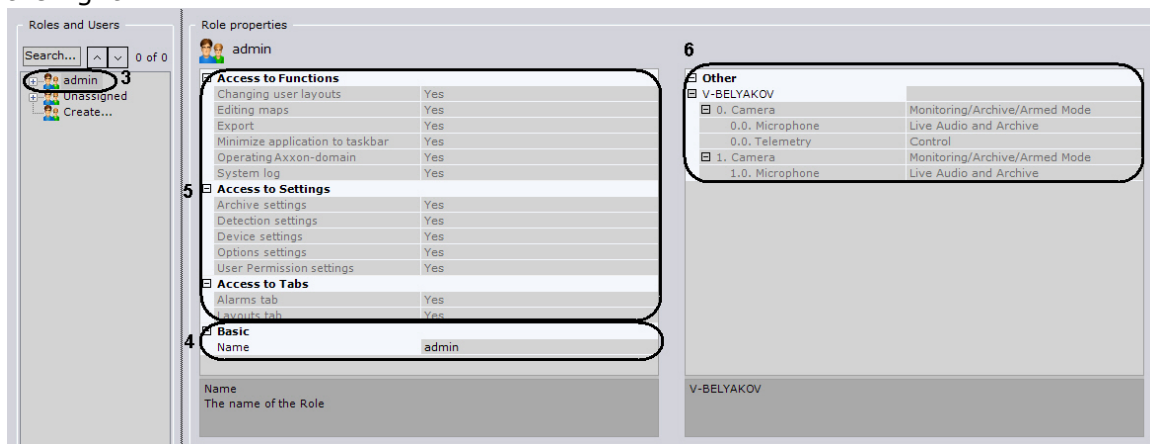 Roles and Users
Search...
0 of 0
admin
3
Unassigned
Create...
Role properties
admin
5
Access to Functions
Changing user layouts Yes
Editing maps Yes
Export Yes
Minimize application to taskbar Yes
Operating Axxon-domain Yes
System log Yes
Access to Settings
Archive settings Yes
Detection settings Yes
Device settings Yes
Options settings Yes
User Permission settings Yes
Access to Tabs
Alarms tab Yes
Layouts tab Yes
4
Basic
Name admin
Name
The name of the Role
6
Other
V-BELYAKOV
0. Camera Monitoring/Archive/Armed Mode
0.0. Microphone Live Audio and Archive
0.0. Telemetry Control
1. Camera Monitoring/Archive/Armed Mode
1.0. Microphone Live Audio and Archive
V-BELYAKOV